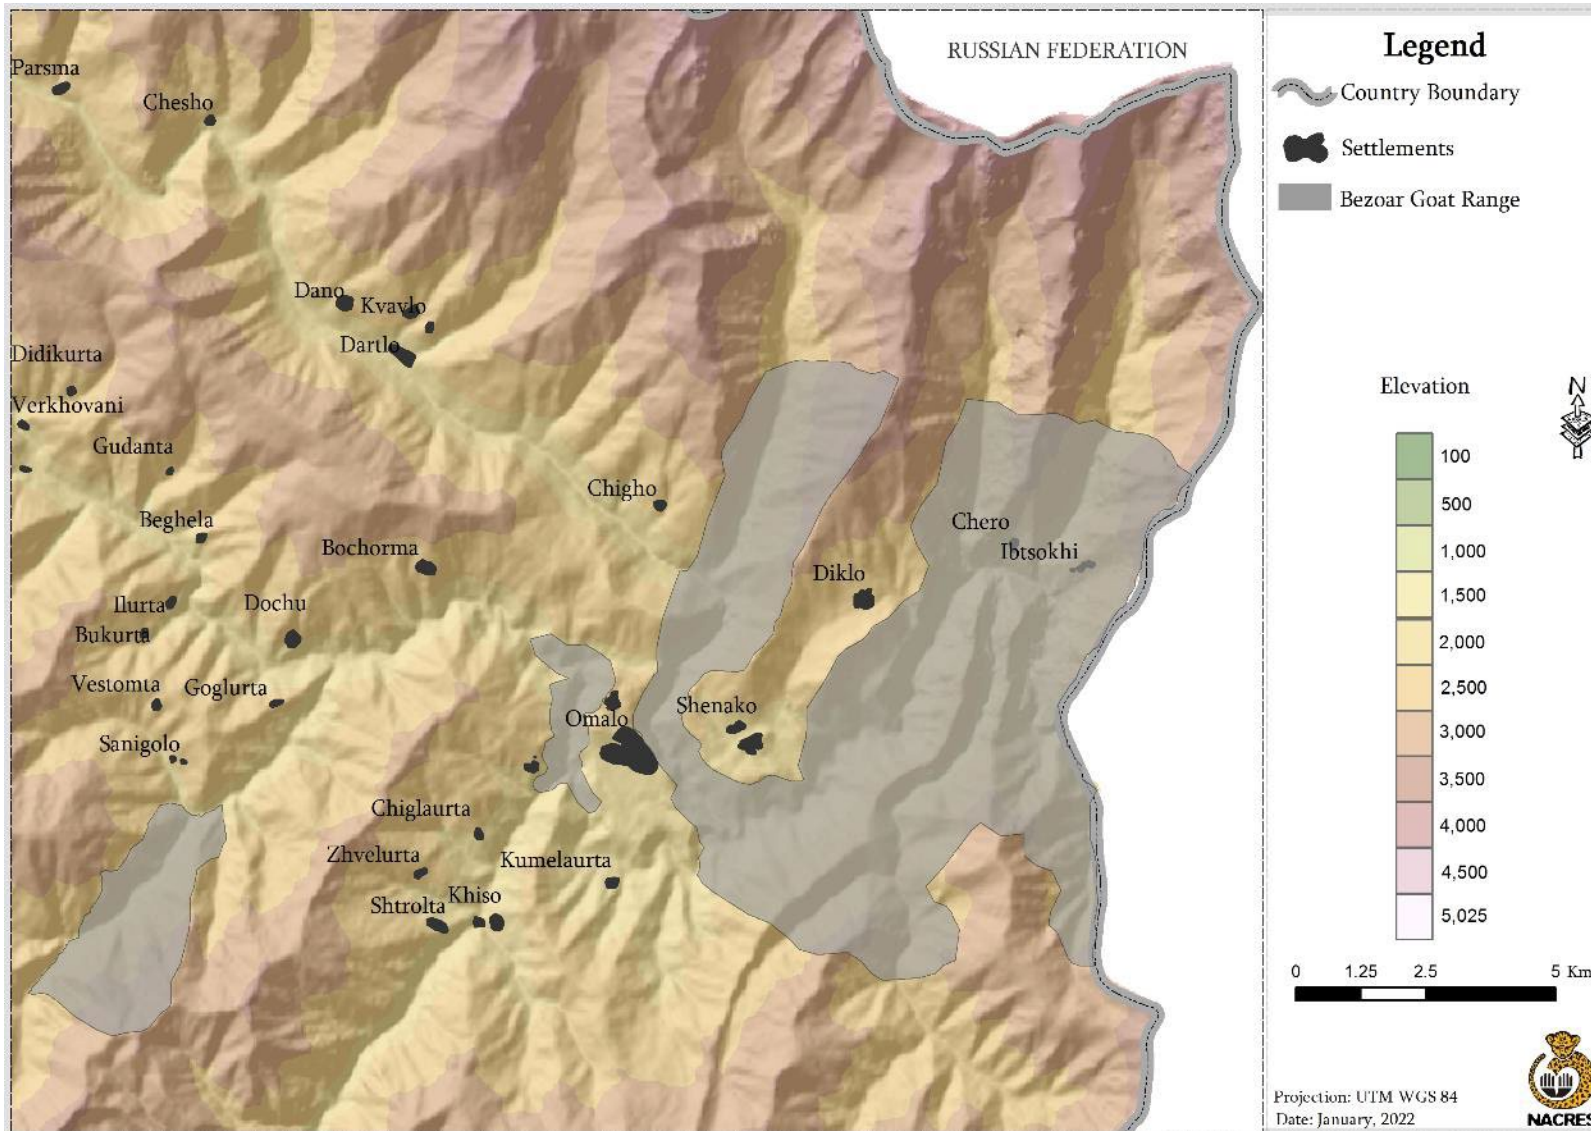 RUSSIAN FEDERATION
Parsma
Chesho
Dano
Kvavlo
Dartlo
Didikurta
Verkhovani
Gudanta
Chigho
Beghela
Chero
Bochorma
Ibtsokhi
Diklo
Ilurta
Dochu
Bukurta
Vestomta
Goglurta
Shenako
Omalo
Sanigolo
Chiglaurta
Zhvelurta
Kumelaurta
Shtrolta
Khiso
Legend
Country Boundary
Settlements
Bezoar Goat Range
Elevation
N
100
500
1,000
1,500
2,000
2,500
3,000
3,500
4,000
4,500
5,025
0 1.25 2.5 5 Km
Projection: UTM WGS 84
Date: January, 2022
NACRES